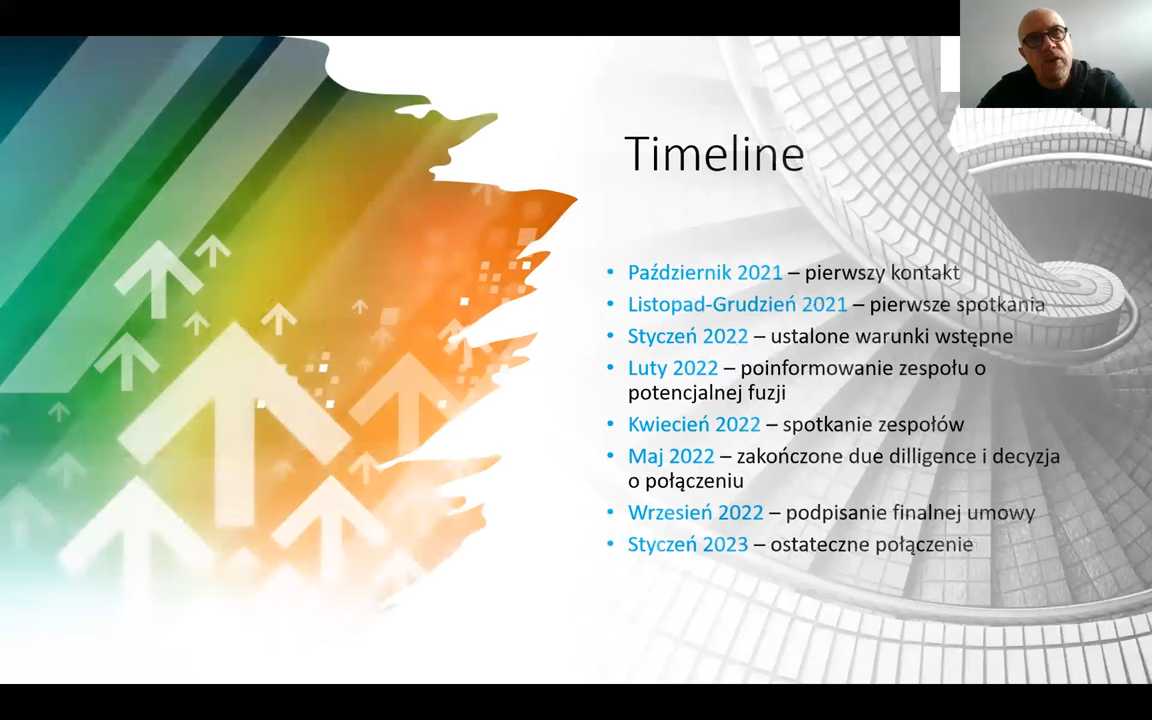 Timeline
• Październik 2021 – pierwszy kontakt
• Listopad-Grudzień 2021 – pierwsze spotkania
• Styczeń 2022 – ustalone warunki wstępne
• Luty 2022 – poinformowanie zespołu o
potencjalnej fuzji
• Kwiecień 2022 – spotkanie zespołów
• Maj 2022 – zakończone due dilligence i decyzja
o połączeniu
• Wrzesień 2022 – podpisanie finalnej umowy
• Styczeń 2023 – ostateczne połączenie